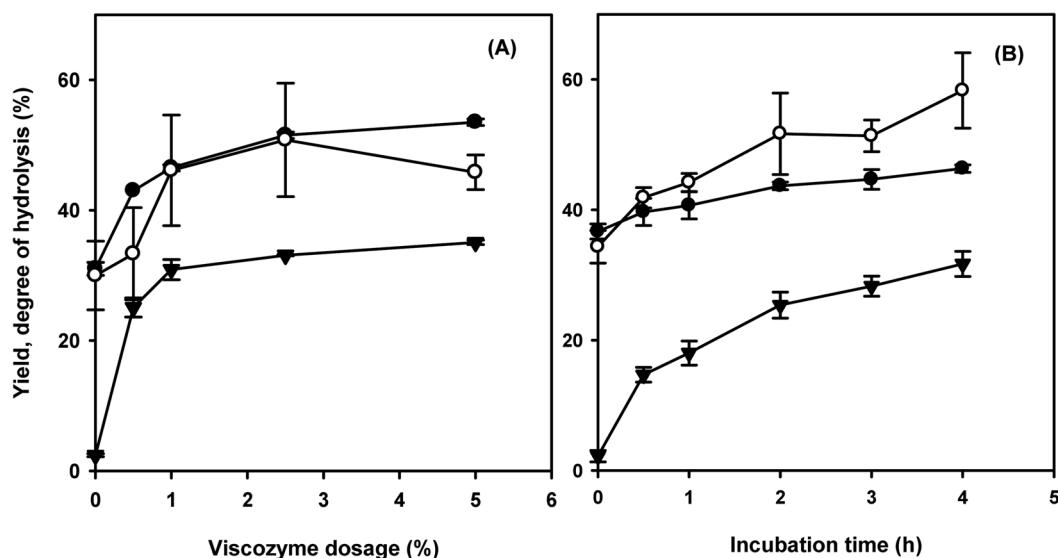 (A)
(B)
Yield, degree of hydrolysis (%)
60
40
20
0
60
40
20
0
0 1 2 3 4 5 6
0 1 2 3 4 5
Viscozyme dosage (%)
Incubation time (h)